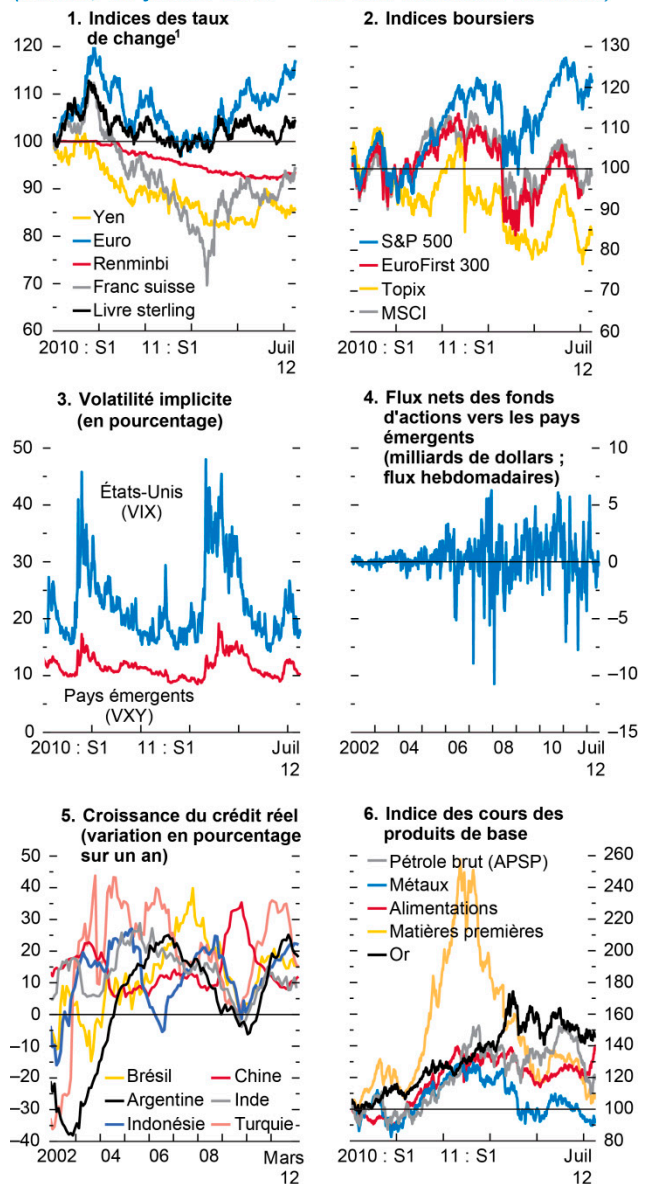 1. Indices des taux
de change¹
120
110
100
90
80
70
60
Yen
Euro
Renminbi
Franc suisse
Livre sterling
2010 : S1 11 : S1 Juil
12
2. Indices boursiers
130
120
110
100
90
80
70
60
S&P 500
EuroFirst 300
Topix
MSCI
2010 : S1 11 : S1 Juil
12
3. Volatilité implicite
(en pourcentage)
50
40
30
20
10
0
États-Unis
(VIX)
Pays émergents
(VXY)
2010 : S1 11 : S1 Juil
12
4. Flux nets des fonds
d'actions vers les pays
émergents
(milliards de dollars ;
flux hebdomadaires)
10
5
0
–5
–10
–15
2002 04 06 08 10 Juil
12
5. Croissance du crédit réel
(variation en pourcentage
sur un an)
50
40
30
20
10
0
–10
–20
–30
–40
Brésil Chine
Argentine Inde
Indonésie Turquie
2002 04 06 08 Mars
12
6. Indice des cours des
produits de base
260
240
220
200
180
160
140
120
100
80
Pétrole brut (APSP)
Métaux
Alimentations
Matières premières
Or
2010 : S1 11 : S1 Juil
12